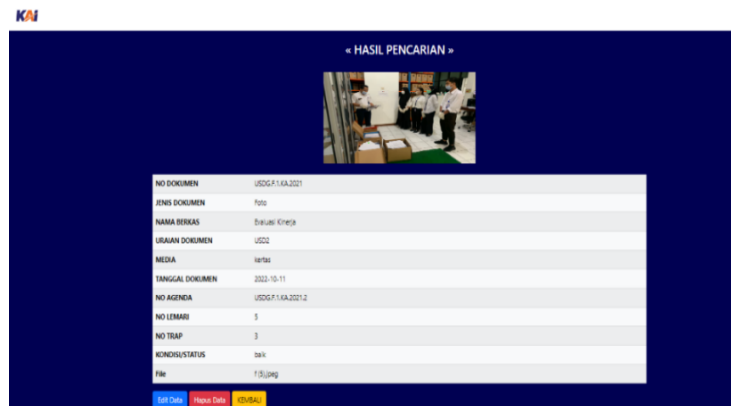 KAI
« HASIL PENCARIAN »
NO DOKUMEN USDG.F.1.KA.2021
JENIS DOKUMEN Foto
NAMA BERKAS Evaluasi Kinerja
URAIAN DOKUMEN USD2
MEDIA kertas
TANGGAL DOKUMEN 2022-10-11
NO AGENDA USDG.F.1.KA.2021.2
NO LEMARI 5
NO TRAP 3
KONDISI/STATUS baik
File f (5).jpeg
Edit Data Hapus Data KEMBALI